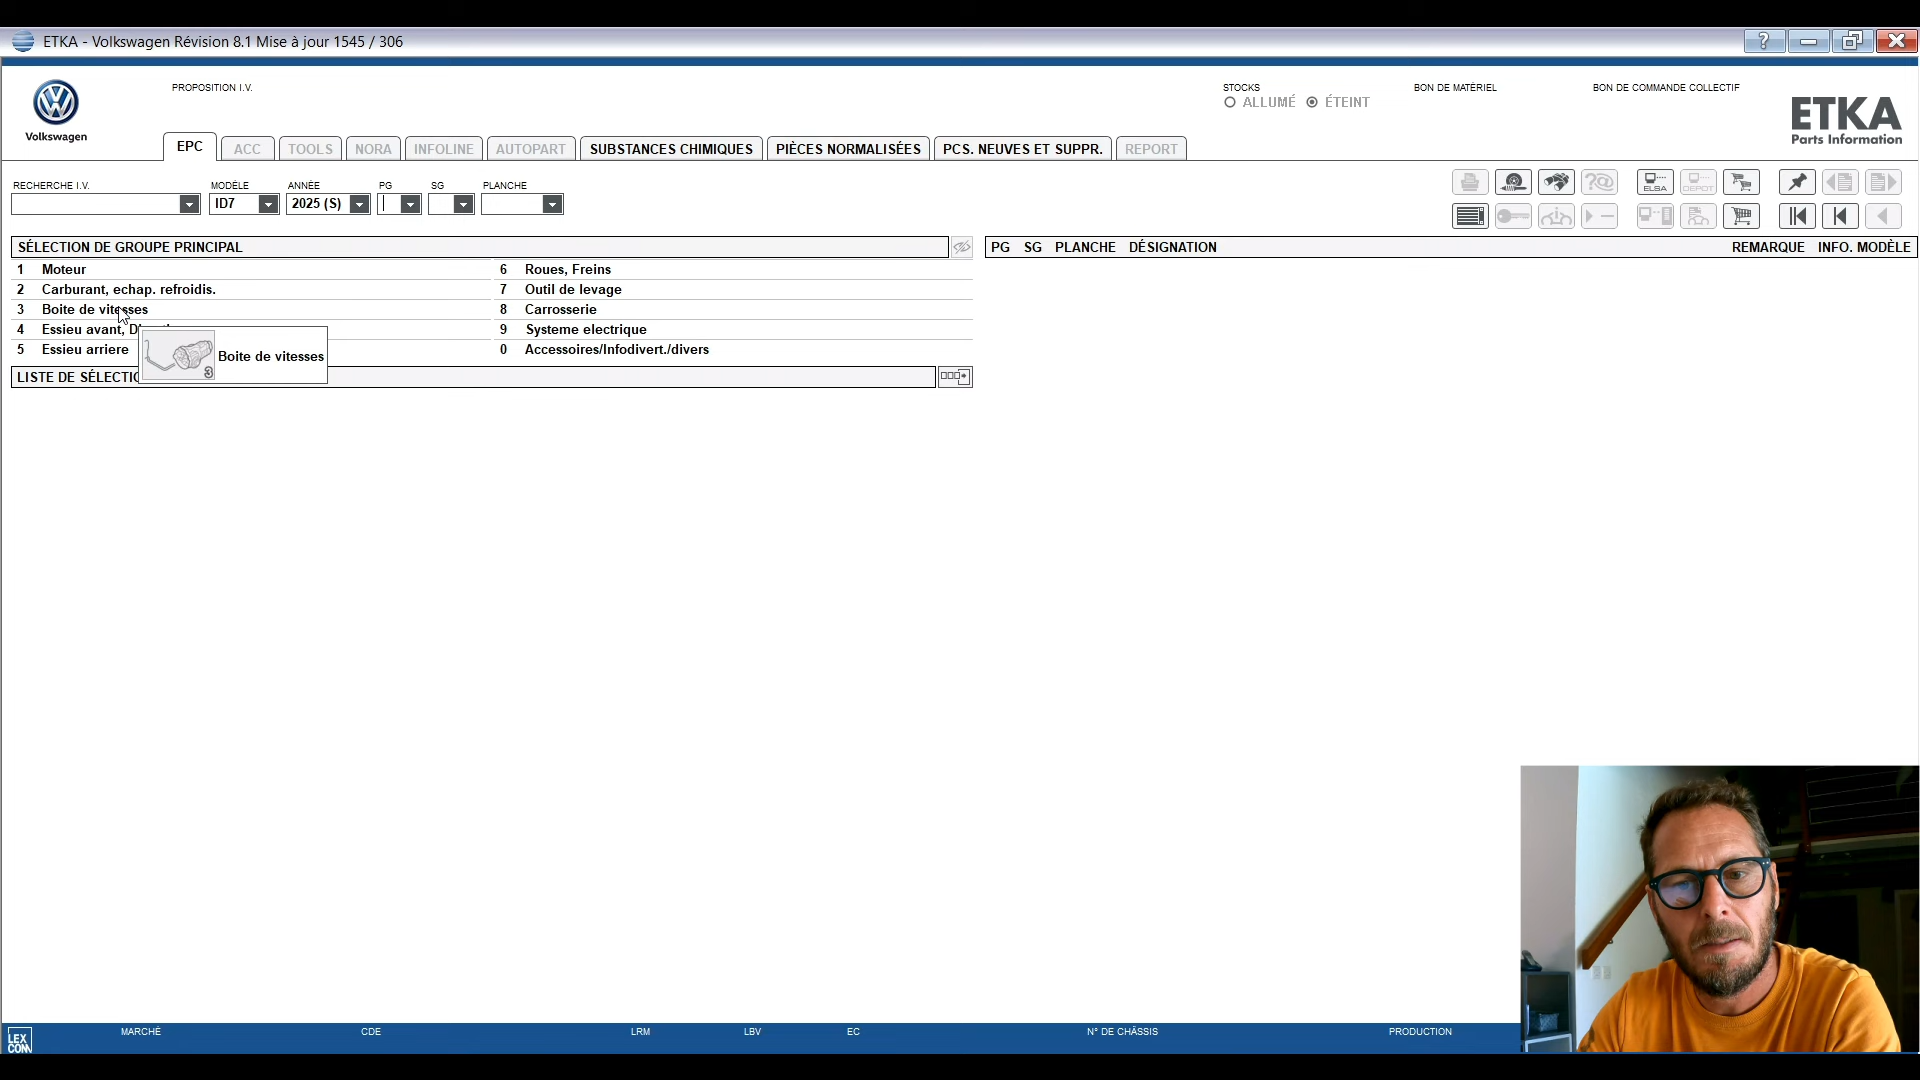 ETKA - Volkswagen Révision 8.1 Mise à jour 1545 / 306
Volkswagen
PROPOSITION I.V.
STOCKS
ALLUMÉ ÉTEINT
BON DE MATÉRIEL
BON DE COMMANDE COLLECTIF
ETKA
Parts Information
EPC ACC TOOLS NORA INFOLINE AUTOPART SUBSTANCES CHIMIQUES PIÈCES NORMALISÉES PCS. NEUVES ET SUPPR. REPORT
RECHERCHE I.V. MODÈLE ANNÉE PG SG PLANCHE
ID7 2025 (S)
?@
ELSA DEPOT
SÉLECTION DE GROUPE PRINCIPAL
PG SG PLANCHE DÉSIGNATION REMARQUE INFO. MODÈLE
1 Moteur
2 Carburant, echap. refroidis.
3 Boite de vitesses
4 Essieu avant,
5 Essieu arriere
6 Roues, Freins
7 Outil de levage
8 Carrosserie
9 Systeme electrique
0 Accessoires/Infodivert./divers
3 Boite de vitesses
LISTE DE
LEX
COM
MARCHÉ CDE LRM LBV EC N° DE CHÂSSIS PRODUCTION